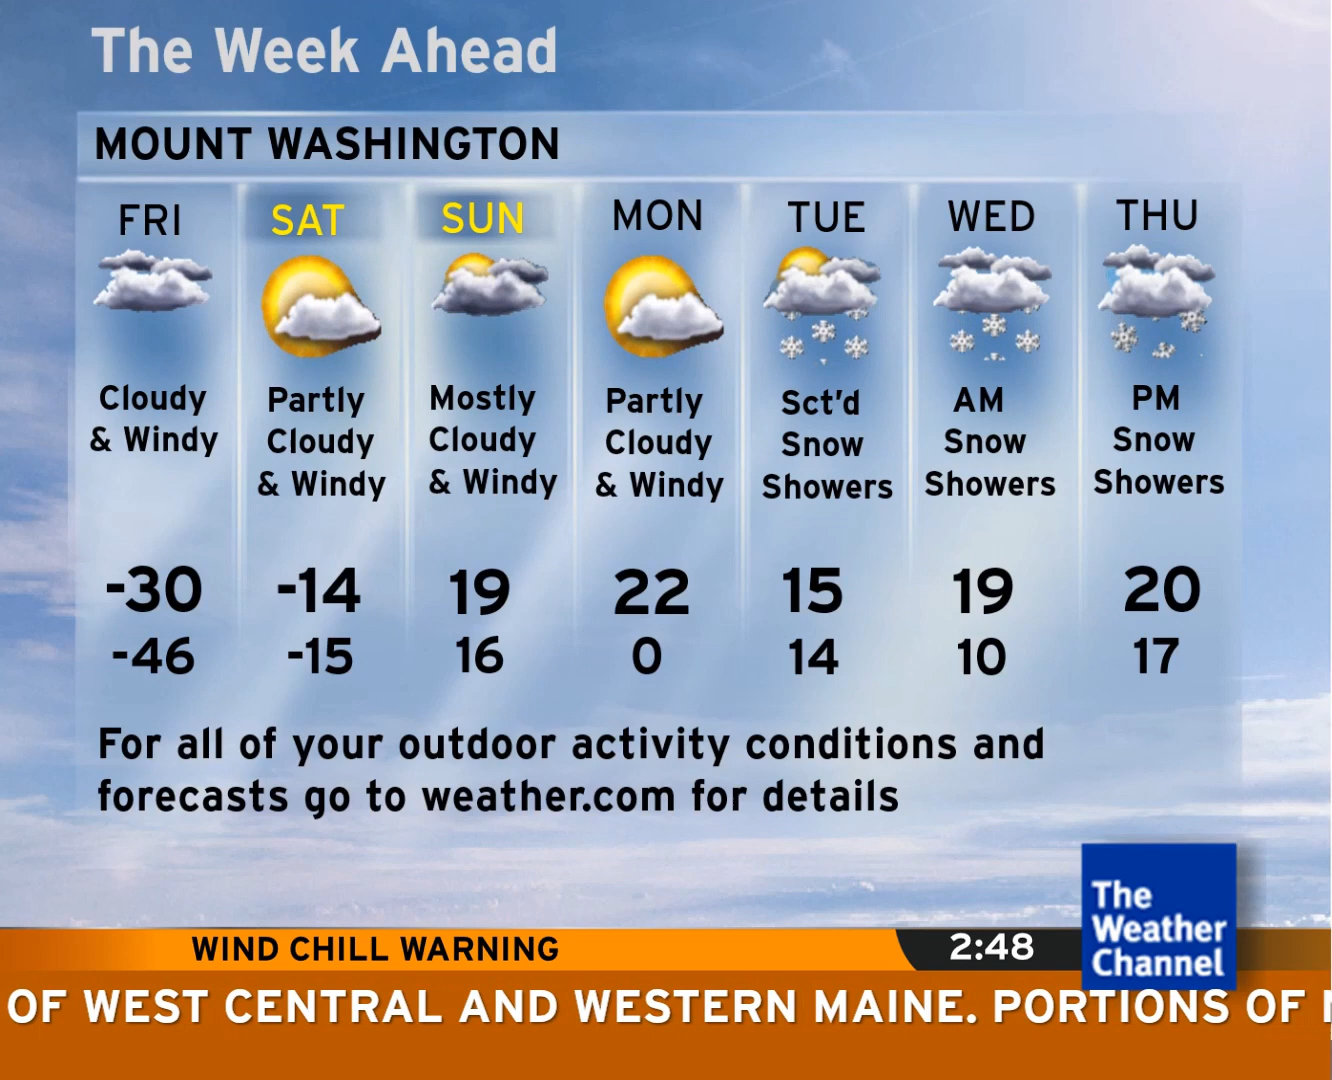 The Week Ahead
MOUNT WASHINGTON
FRI SAT SUN MON TUE WED THU
Cloudy
& Windy
Partly
Cloudy
& Windy
Mostly
Cloudy
& Windy
Partly
Cloudy
& Windy
Sct'd
Snow
Showers
AM
Snow
Showers
PM
Snow
Showers
-30 -14 19 22 15 19 20
-46 -15 16 0 14 10 17
For all of your outdoor activity conditions and
forecasts go to weather.com for details
The
Weather
Channel
WIND CHILL WARNING 2:48
OF WEST CENTRAL AND WESTERN MAINE. PORTIONS OF